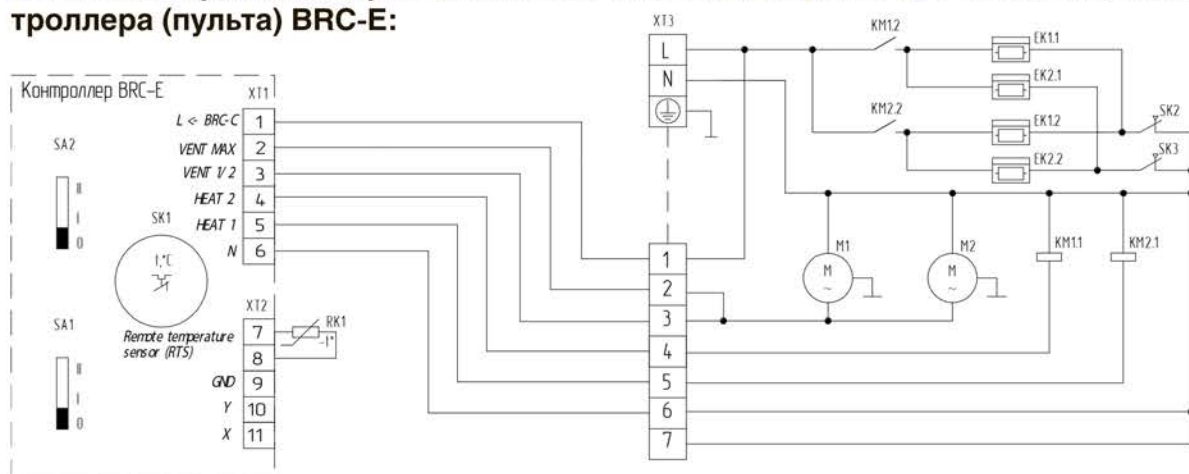 троллера (пульта) BRC-E:
Контроллер BRC-E
XT1
L <- BRC-C 1
VENT MAX 2
VENT 1/2 3
HEAT 2 4
HEAT 1 5
N 6
SA2
II
I
0
SK1
t,°C
Remote temperature
sensor (RTS)
SA1
II
I
0
XT2
7
8
GND 9
Y 10
X 11
RK1
-t°
XT3
L
N
1
2
3
4
5
6
7
KM1.2
KM2.2
EK1.1
EK2.1
EK1.2
EK2.2
SK2
SK3
M1
M
~
M2
M
~
KM1.1
KM2.1